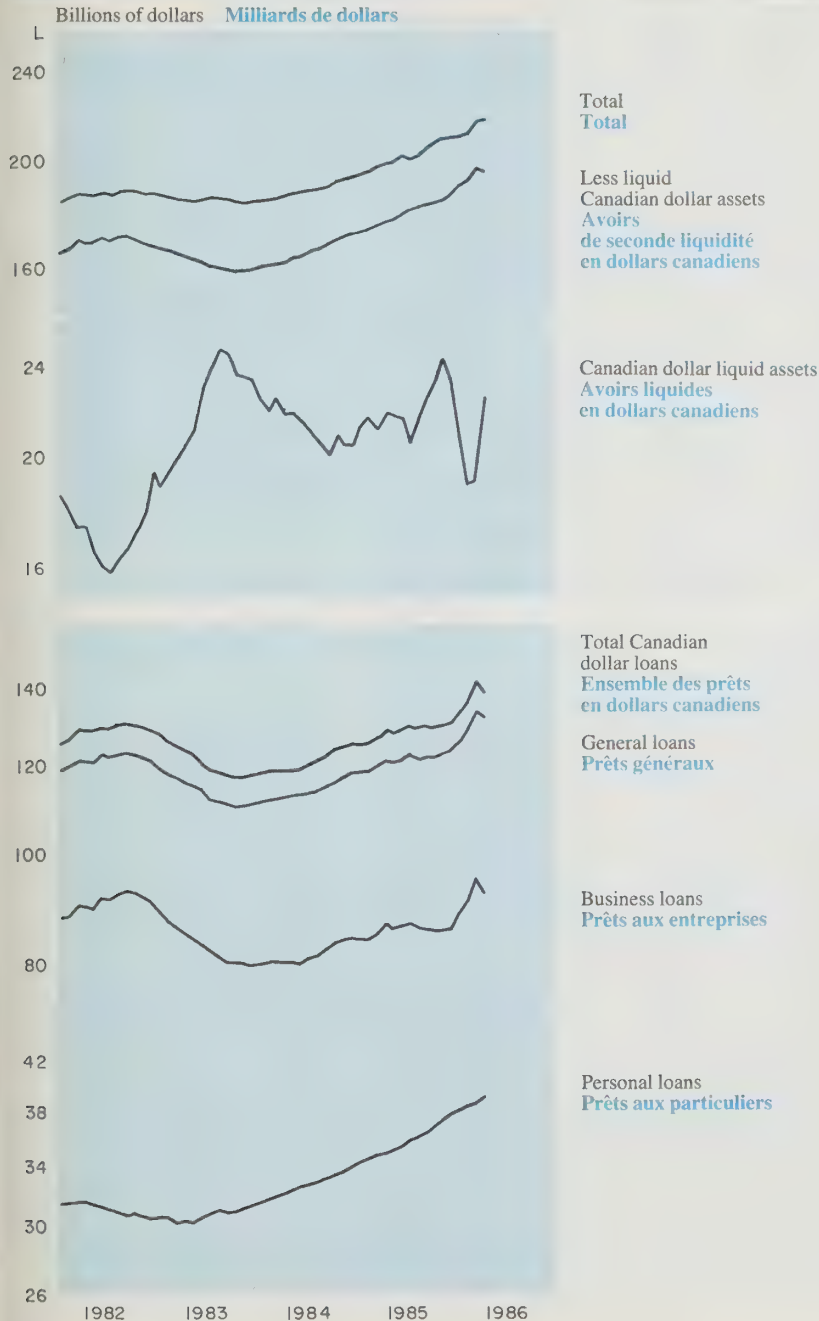 Billions of dollars Milliards de dollars
L
240
200
160
24
20
16
140
120
100
80
42
38
34
30
26
1982 1983 1984 1985 1986
Total
Total
Less liquid
Canadian dollar assets
Avoirs
de seconde liquidité
en dollars canadiens
Canadian dollar liquid assets
Avoirs liquides
en dollars canadiens
Total Canadian
dollar loans
Ensemble des prêts
en dollars canadiens
General loans
Prêts généraux
Business loans
Prêts aux entreprises
Personal loans
Prêts aux particuliers